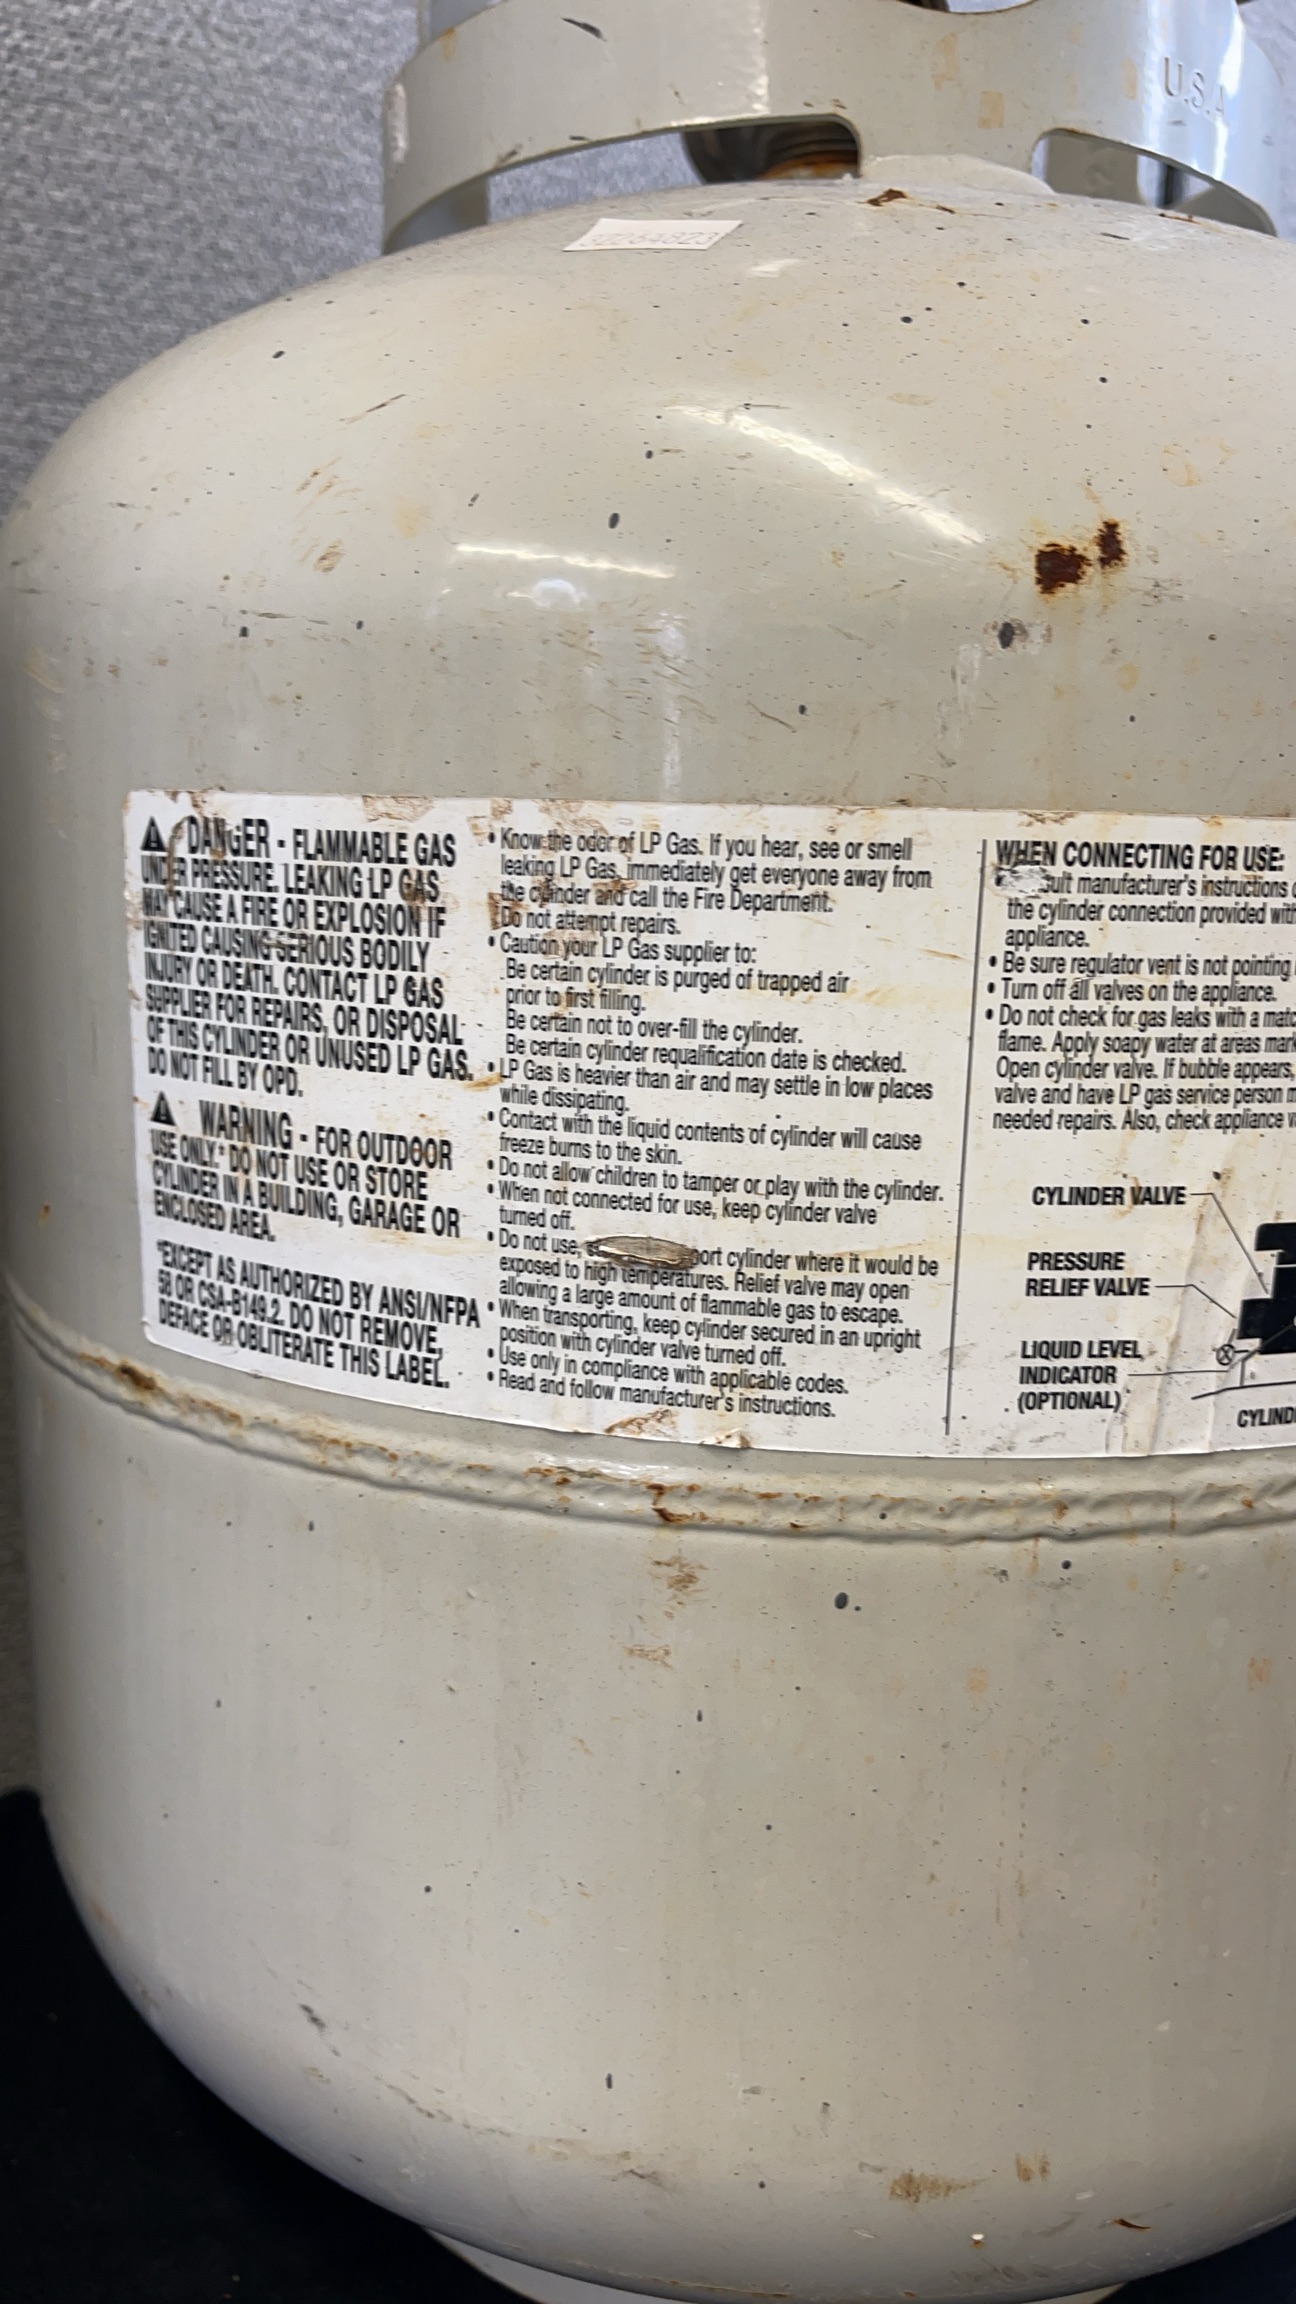 U.S.A
32264823
DANGER - FLAMMABLE GAS
UNDER PRESSURE. LEAKING LP GAS
MAY CAUSE A FIRE OR EXPLOSION IF
IGNITED CAUSING SERIOUS BODILY
INJURY OR DEATH. CONTACT LP GAS
SUPPLIER FOR REPAIRS, OR DISPOSAL
OF THIS CYLINDER OR UNUSED LP GAS.
DO NOT FILL BY OPD.
WARNING - FOR OUTDOOR
USE ONLY.* DO NOT USE OR STORE
CYLINDER IN A BUILDING, GARAGE OR
ENCLOSED AREA.
*EXCEPT AS AUTHORIZED BY ANSI/NFPA
58 OR CSA-B149.2. DO NOT REMOVE,
DEFACE OR OBLITERATE THIS LABEL.
• Know the odor of LP Gas. If you hear, see or smell
leaking LP Gas, immediately get everyone away from
the cylinder and call the Fire Department.
Do not attempt repairs.
• Caution your LP Gas supplier to:
Be certain cylinder is purged of trapped air
prior to first filling.
Be certain not to over-fill the cylinder.
Be certain cylinder requalification date is checked.
• LP Gas is heavier than air and may settle in low places
while dissipating.
• Contact with the liquid contents of cylinder will cause
freeze burns to the skin.
• Do not allow children to tamper or play with the cylinder.
• When not connected for use, keep cylinder valve
turned off.
• Do not use, port cylinder where it would be
exposed to high temperatures. Relief valve may open
allowing a large amount of flammable gas to escape.
• When transporting, keep cylinder secured in an upright
position with cylinder valve turned off.
• Use only in compliance with applicable codes.
• Read and follow manufacturer's instructions.
WHEN CONNECTING FOR USE:
sult manufacturer's instructions
the cylinder connection provided with
appliance.
• Be sure regulator vent is not pointing
• Turn off all valves on the appliance.
• Do not check for gas leaks with a matc
flame. Apply soapy water at areas mark
Open cylinder valve. If bubble appears,
valve and have LP gas service person m
needed repairs. Also, check appliance v
CYLINDER VALVE
PRESSURE
RELIEF VALVE
LIQUID LEVEL
INDICATOR
(OPTIONAL)
CYLIND